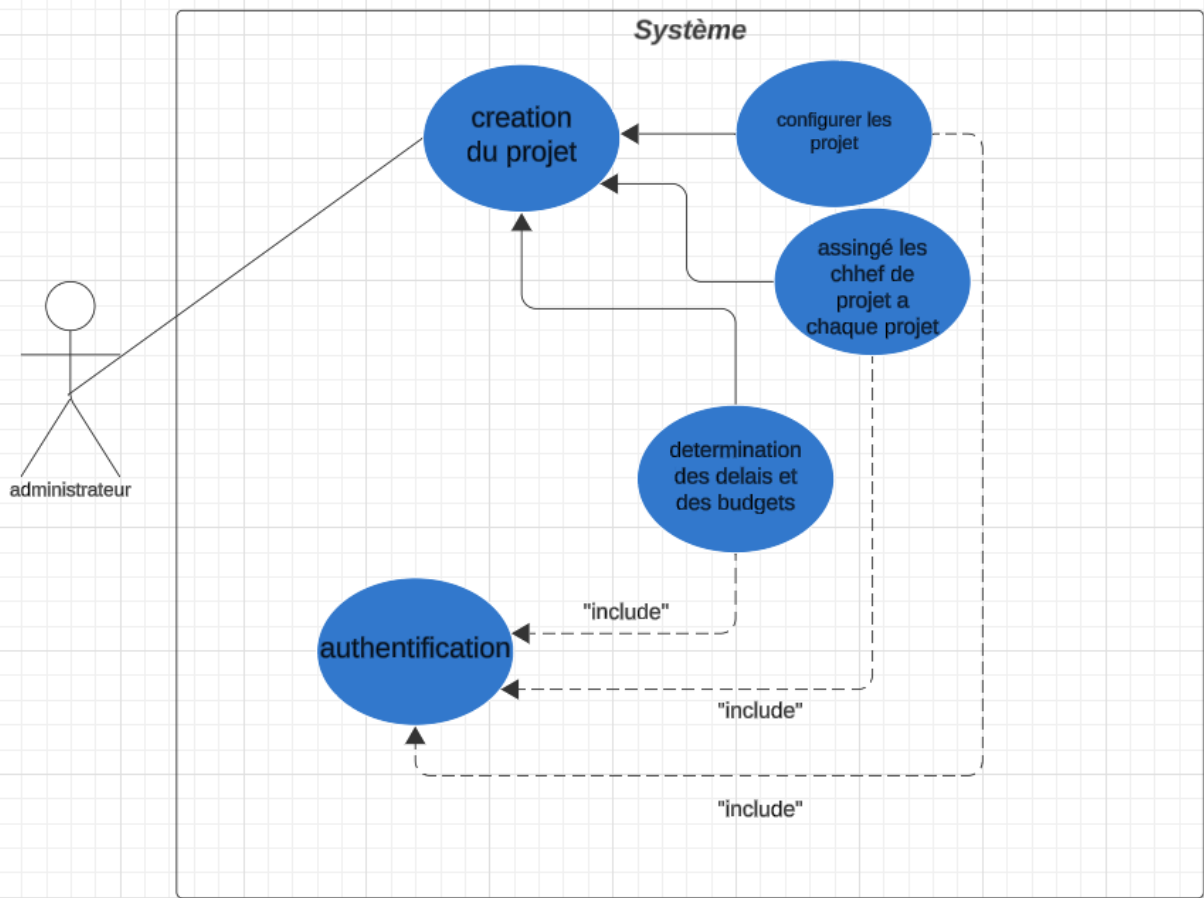 Système
creation
du projet
configurer les
projet
assingé les
chhef de
projet a
chaque projet
administrateur
determination
des delais et
des budgets
"include"
authentification
"include"
"include"